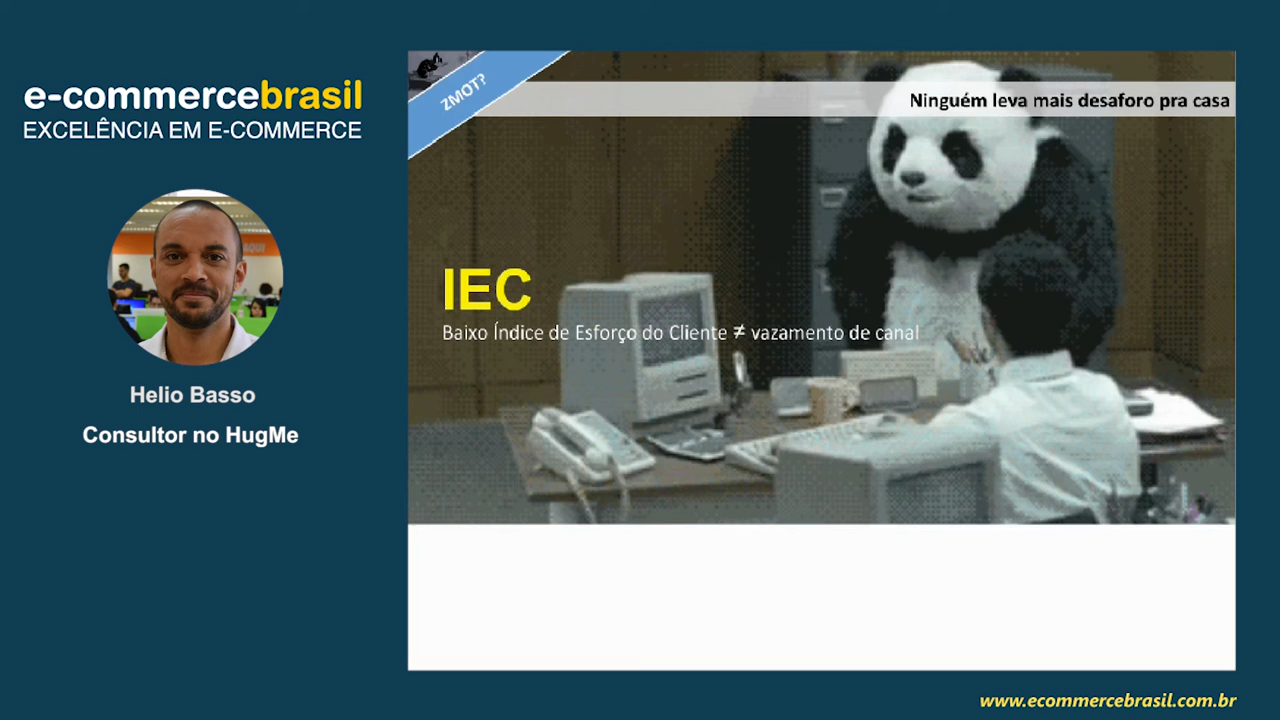 e-commercebrasil
EXCELÊNCIA EM E-COMMERCE
Helio Basso
Consultor no HugMe
ZMOT?
Ninguém leva mais desaforo pra casa
IEC
Baixo Índice de Esforço do Cliente ≠ vazamento de canal
www.ecommercebrasil.com.br